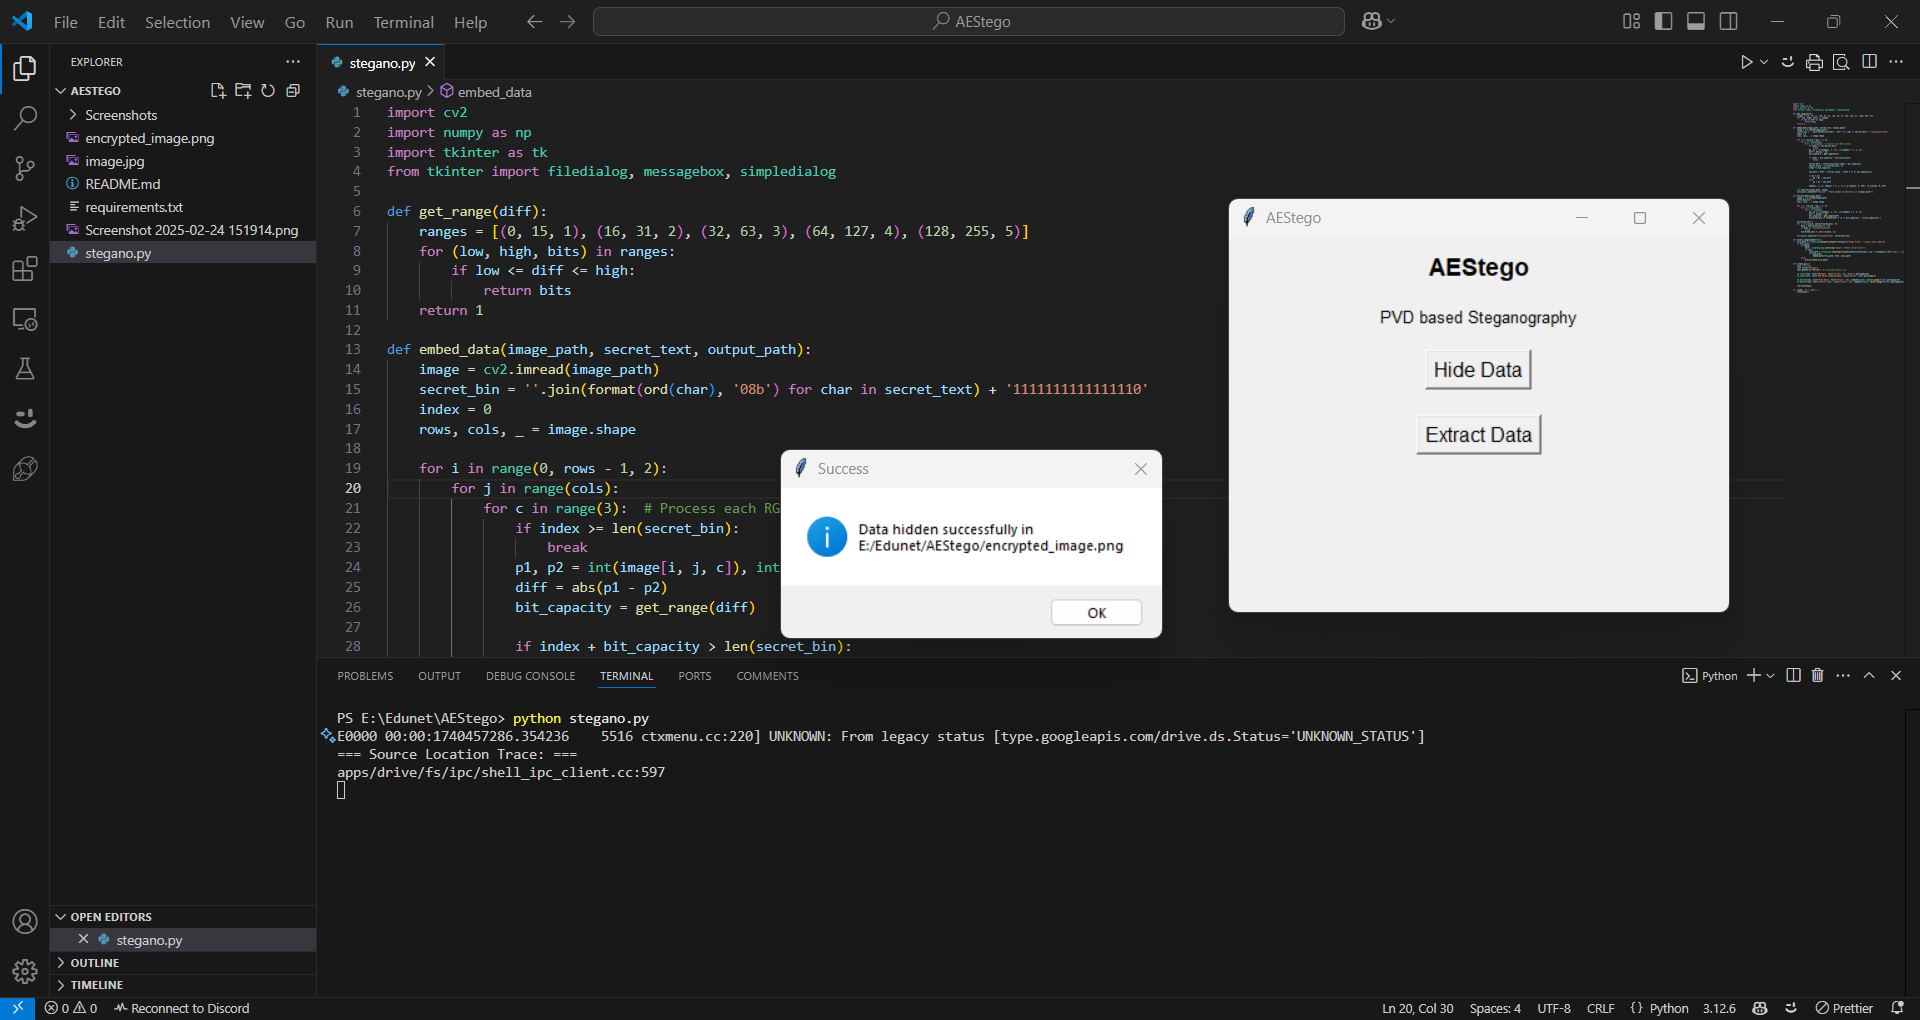 File Edit Selection View Go Run Terminal Help
AEStego
EXPLORER
AESTEGO
Screenshots
encrypted_image.png
image.jpg
README.md
requirements.txt
Screenshot 2025-02-24 151914.png
stegano.py
OPEN EDITORS
stegano.py
OUTLINE
TIMELINE
stegano.py
stegano.py > embed_data
1 import cv2
2 import numpy as np
3 import tkinter as tk
4 from tkinter import filedialog, messagebox, simpledialog
5
6 def get_range(diff):
7 ranges = [(0, 15, 1), (16, 31, 2), (32, 63, 3), (64, 127, 4), (128, 255, 5)]
8 for (low, high, bits) in ranges:
9 if low <= diff <= high:
10 return bits
11 return 1
12
13 def embed_data(image_path, secret_text, output_path):
14 image = cv2.imread(image_path)
15 secret_bin = ''.join(format(ord(char), '08b') for char in secret_text) + '1111111111111110'
16 index = 0
17 rows, cols, _ = image.shape
18
19 for i in range(0, rows - 1, 2):
20 for j in range(cols):
21 for c in range(3): # Process each RG
22 if index >= len(secret_bin):
23 break
24 p1, p2 = int(image[i, j, c]), int
25 diff = abs(p1 - p2)
26 bit_capacity = get_range(diff)
27
28 if index + bit_capacity > len(secret_bin):
Success
Data hidden successfully in
E:/Edunet/AEStego/encrypted_image.png
OK
AEStego
AEStego
PVD based Steganography
Hide Data
Extract Data
PROBLEMS OUTPUT DEBUG CONSOLE TERMINAL PORTS COMMENTS
Python
PS E:\Edunet\AEStego> python stegano.py
E0000 00:00:1740457286.354236 5516 ctxmenu.cc:220] UNKNOWN: From legacy status [type.googleapis.com/drive.ds.Status='UNKNOWN_STATUS']
=== Source Location Trace: ===
apps/drive/fs/ipc/shell_ipc_client.cc:597
0 0 Reconnect to Discord
Ln 20, Col 30 Spaces: 4 UTF-8 CRLF {} Python 3.12.6 Prettier